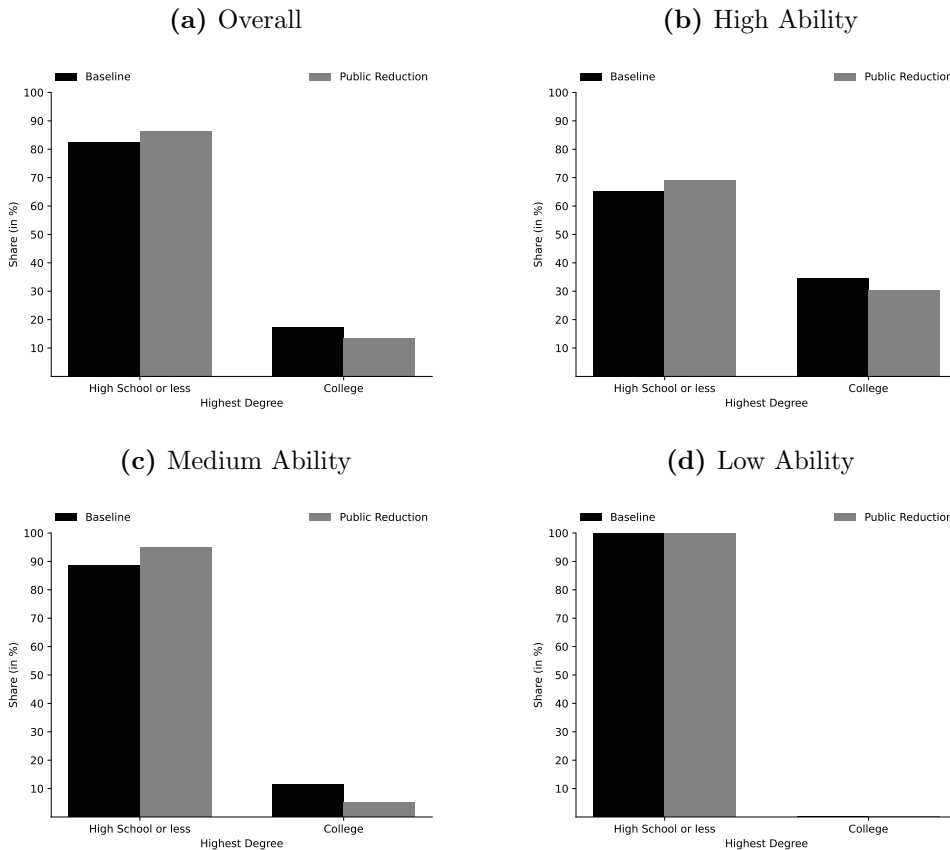 (a) Overall
Baseline
Public Reduction
100
90
80
70
60
50
40
30
20
10
Share (in %)
High School or less
College
Highest Degree
(b) High Ability
Baseline
Public Reduction
100
90
80
70
60
50
40
30
20
10
Share (in %)
High School or less
College
Highest Degree
(c) Medium Ability
Baseline
Public Reduction
100
90
80
70
60
50
40
30
20
10
Share (in %)
High School or less
College
Highest Degree
(d) Low Ability
Baseline
Public Reduction
100
90
80
70
60
50
40
30
20
10
Share (in %)
High School or less
College
Highest Degree